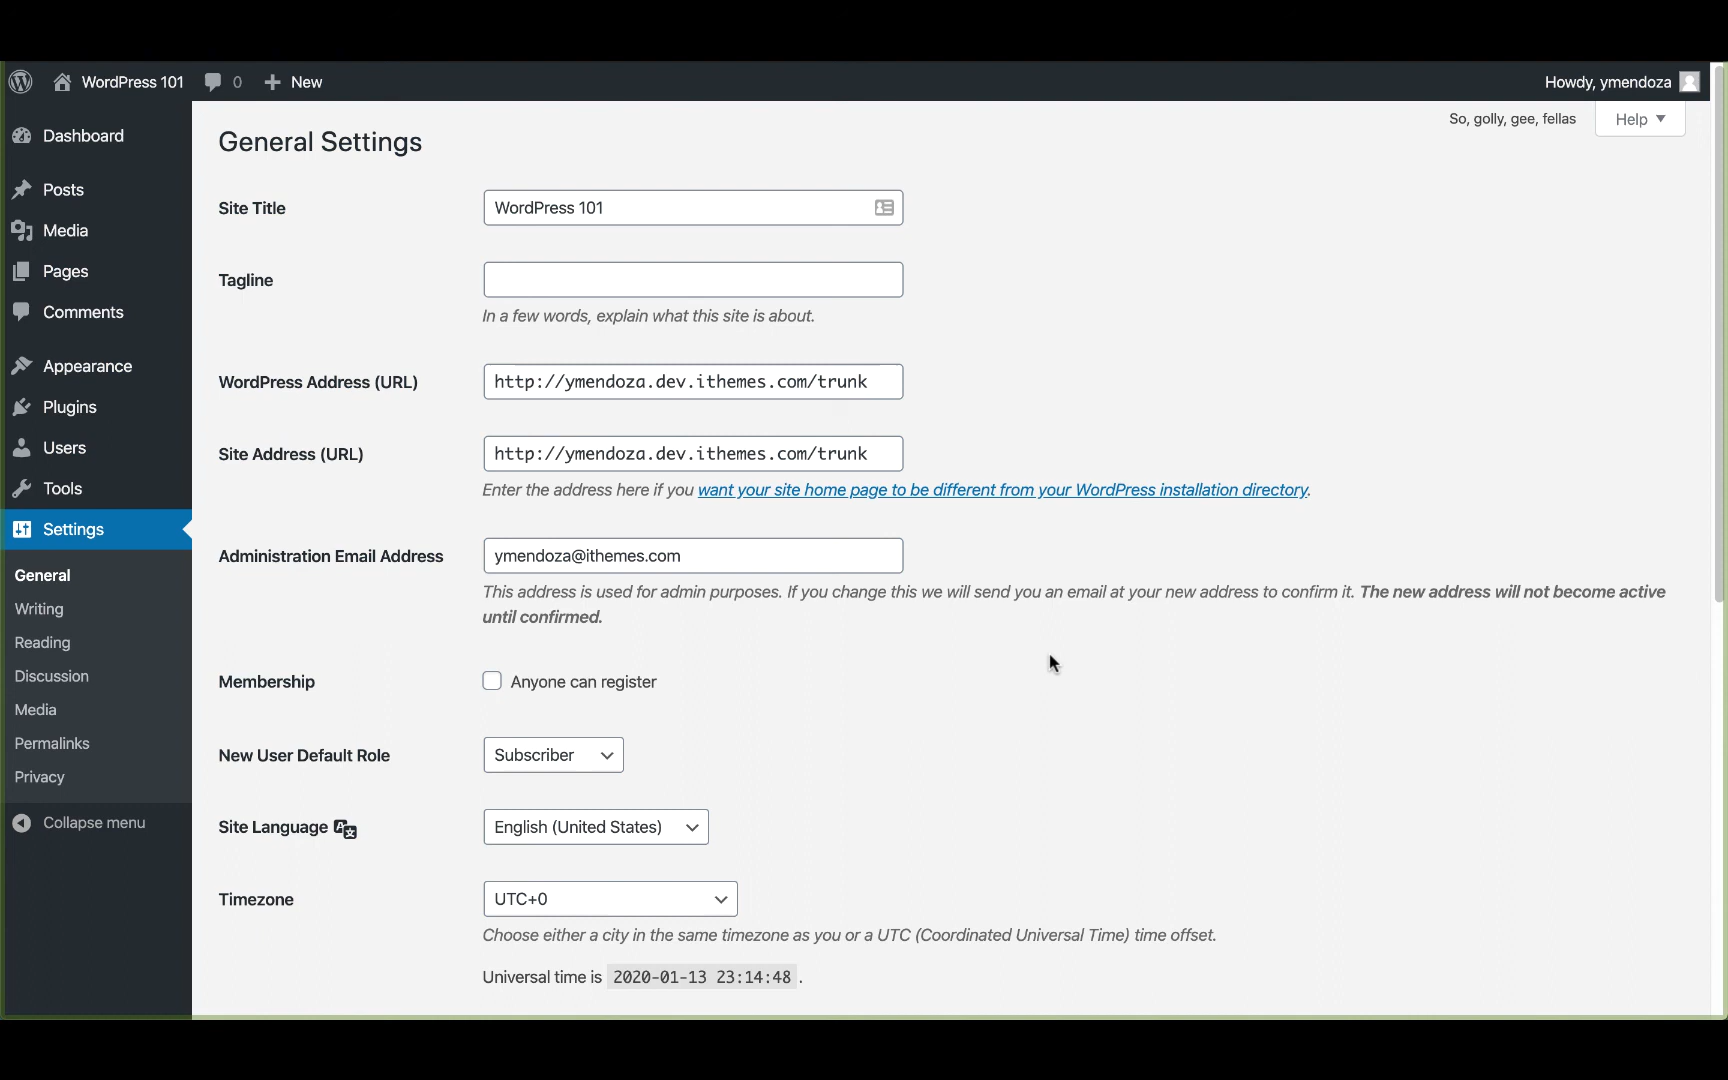 WordPress 101 0 New Howdy, ymendoza
So, golly, gee, fellas Help
Dashboard
Posts
Media
Pages
Comments
Appearance
Plugins
Users
Tools
Settings
General
Writing
Reading
Discussion
Media
Permalinks
Privacy
Collapse menu
General Settings
Site Title WordPress 101
Tagline
In a few words, explain what this site is about.
WordPress Address (URL) http://ymendoza.dev.ithemes.com/trunk
Site Address (URL) http://ymendoza.dev.ithemes.com/trunk
Enter the address here if you want your site home page to be different from your WordPress installation directory.
Administration Email Address ymendoza@ithemes.com
This address is used for admin purposes. If you change this we will send you an email at your new address to confirm it. The new address will not become active
until confirmed.
Membership Anyone can register
New User Default Role Subscriber
Site Language English (United States)
Timezone UTC+0
Choose either a city in the same timezone as you or a UTC (Coordinated Universal Time) time offset.
Universal time is 2020-01-13 23:14:48 .